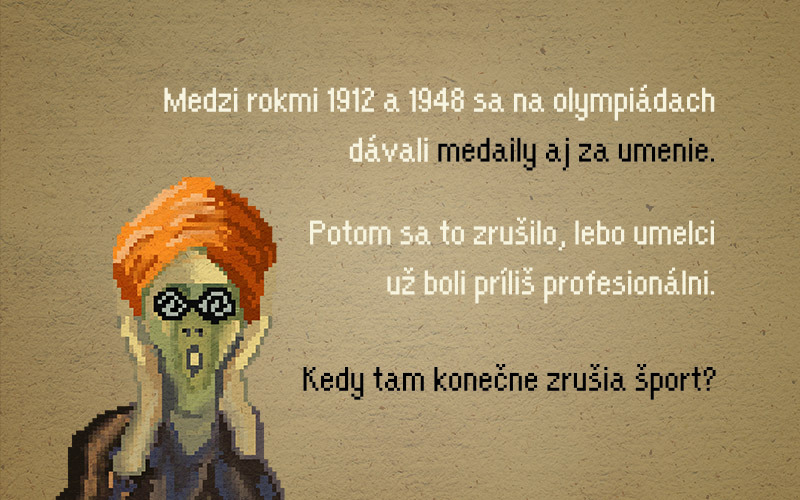 Medzi rokmi 1912 a 1948 sa na olympiádach
dávali medaily aj za umenie.
Potom sa to zrušilo, lebo umelci
už boli príliš profesionálni.
Kedy tam konečne zrušia šport?